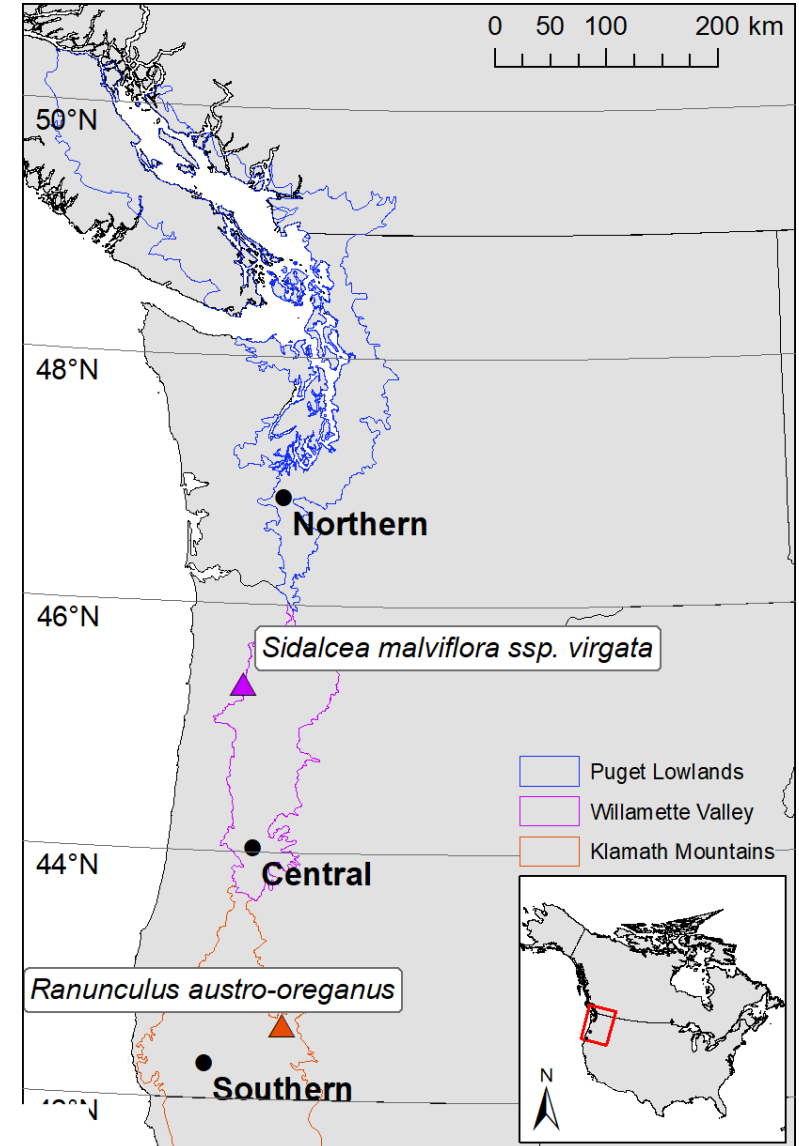 0 50 100 200 km
50°N
48°N
Northern
46°N
Sidalcea malviflora ssp. virgata
Puget Lowlands
Willamette Valley
Klamath Mountains
44°N
Central
Ranunculus austro-oreganus
Southern
N